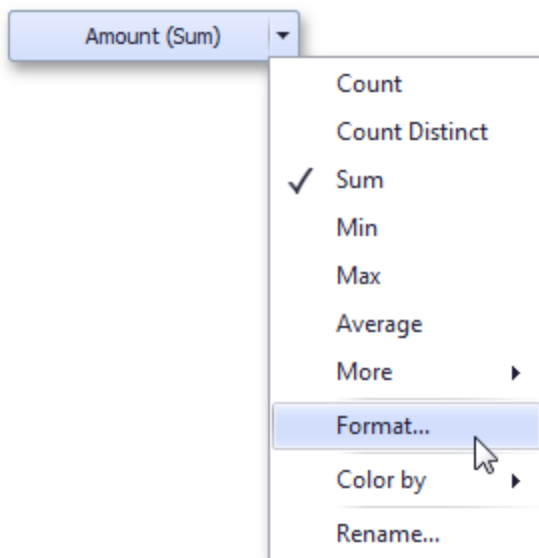 Amount (Sum)
Count
Count Distinct
Sum
Min
Max
Average
More
Format...
Color by
Rename...